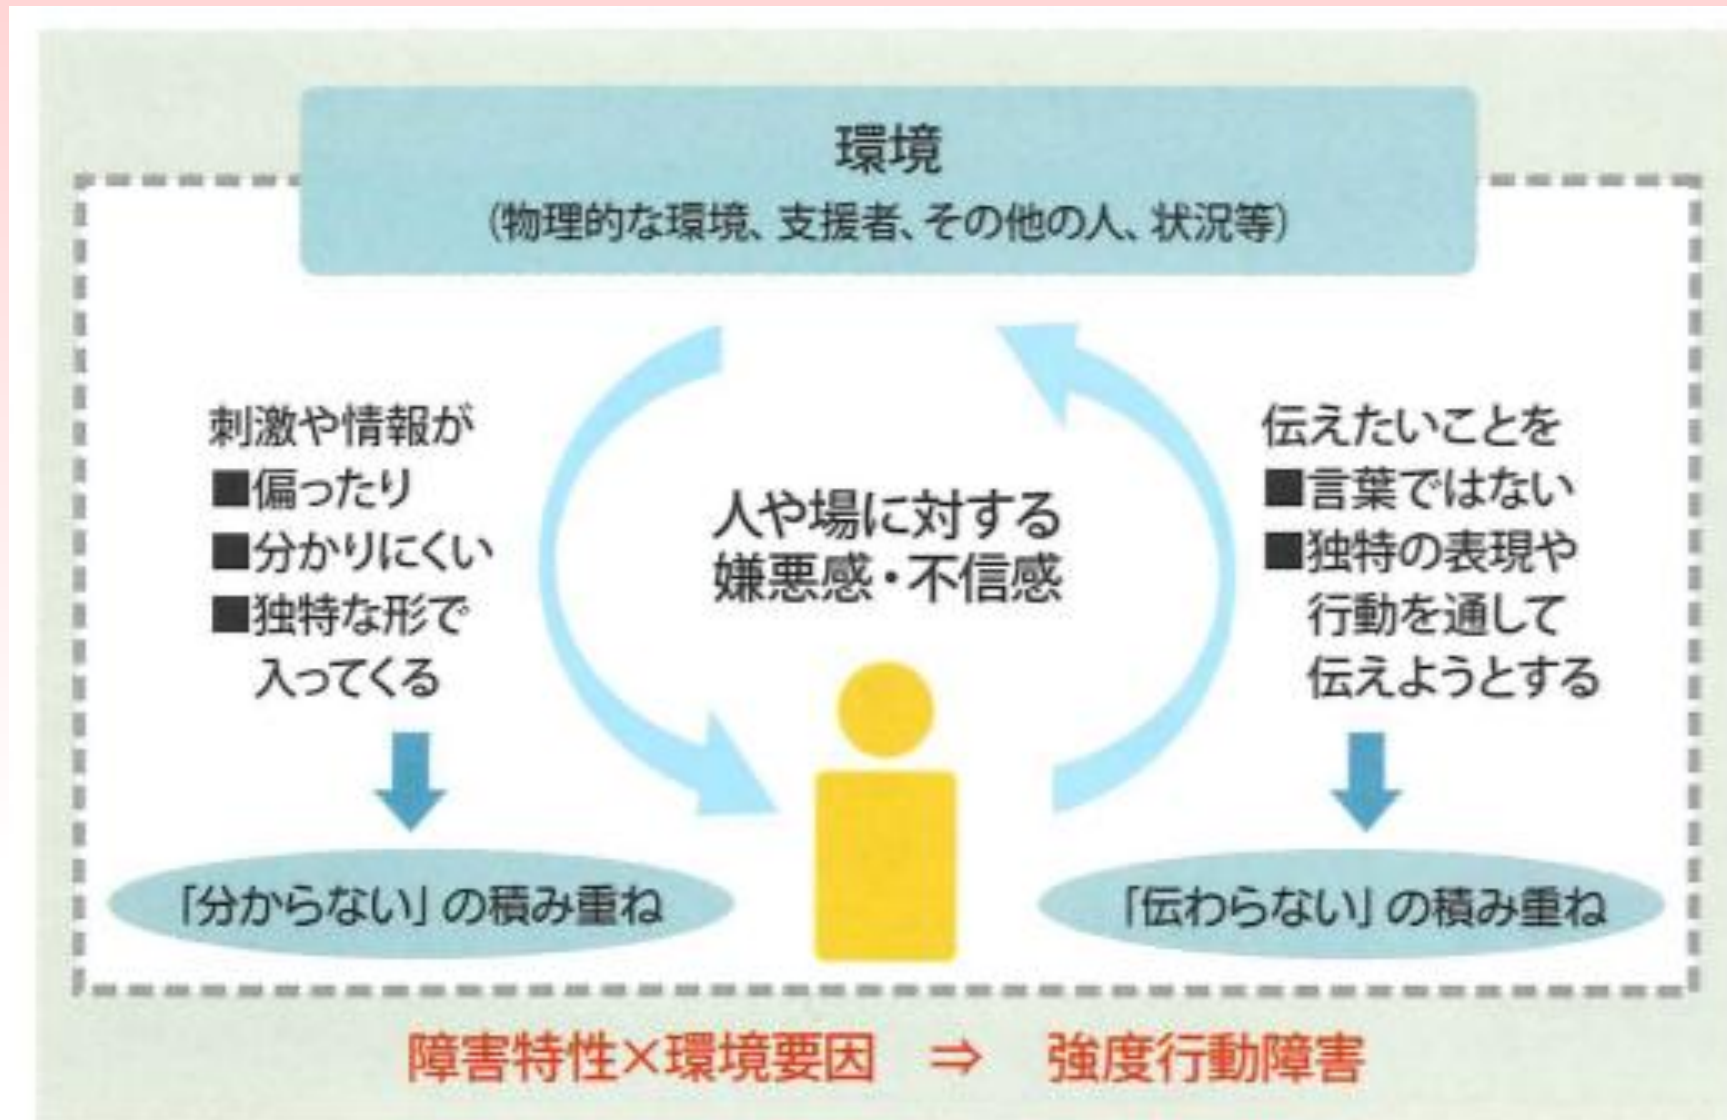 環境
(物理的な環境、支援者、その他の人、状況等)
刺激や情報が
■偏ったり
■分かりにくい
■独特な形で
入ってくる
人や場に対する
嫌悪感・不信感
伝えたいことを
■言葉ではない
■独特の表現や
行動を通して
伝えようとする
「分からない」の積み重ね
「伝わらない」の積み重ね
障害特性×環境要因 ⇒ 強度行動障害